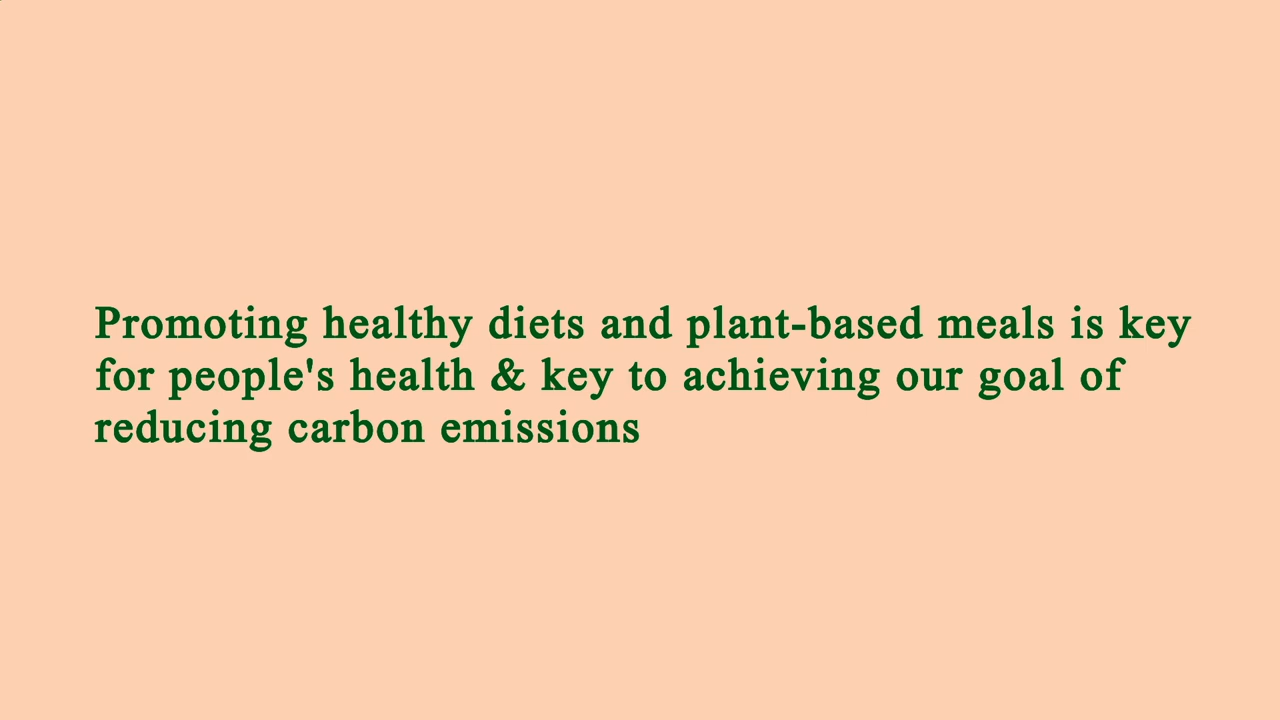 Promoting healthy diets and plant-based meals is key
for people's health & key to achieving our goal of
reducing carbon emissions